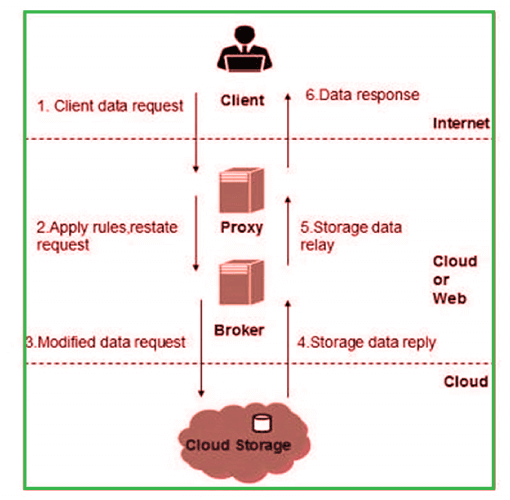 Client
1. Client data request
6.Data response
Internet
Proxy
2.Apply rules,restate
request
5.Storage data
relay
Cloud
or
Web
Broker
3.Modified data request
4.Storage data reply
Cloud
Cloud Storage